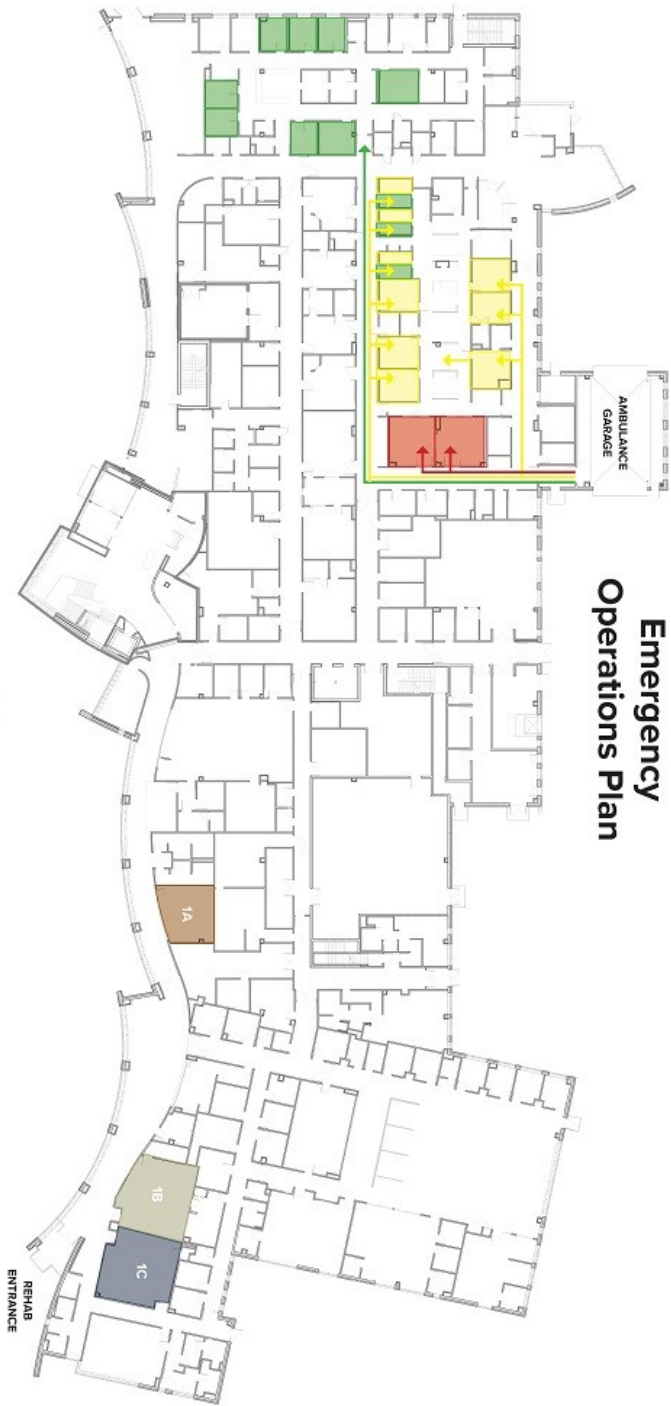 Emergency
Operations Plan
AMBULANCE
GARAGE
1A
1B
1C
REHAB
ENTRANCE